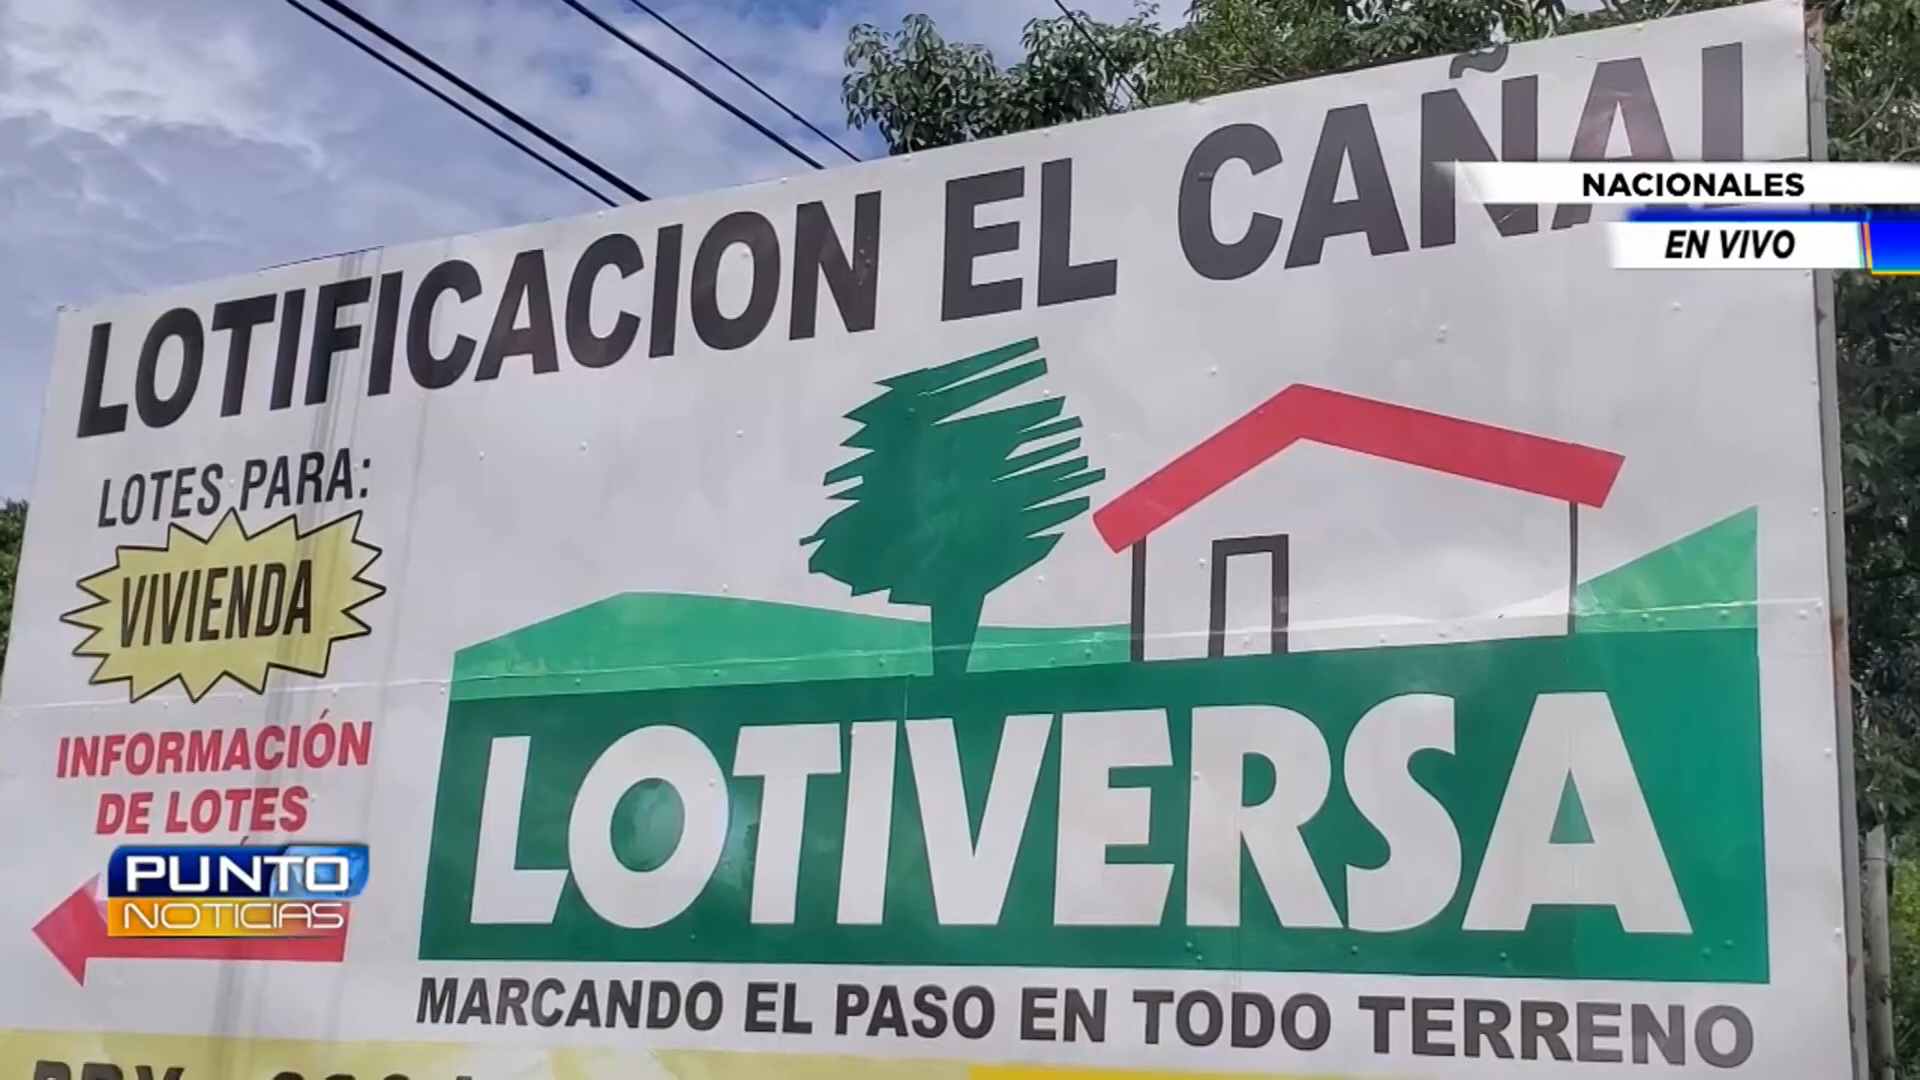 LOTIFICACION EL CAÑAL
NACIONALES
EN VIVO
LOTES PARA:
VIVIENDA
INFORMACIÓN
DE LOTES
PUNTO
NOTICIAS
LOTIVERSA
MARCANDO EL PASO EN TODO TERRENO